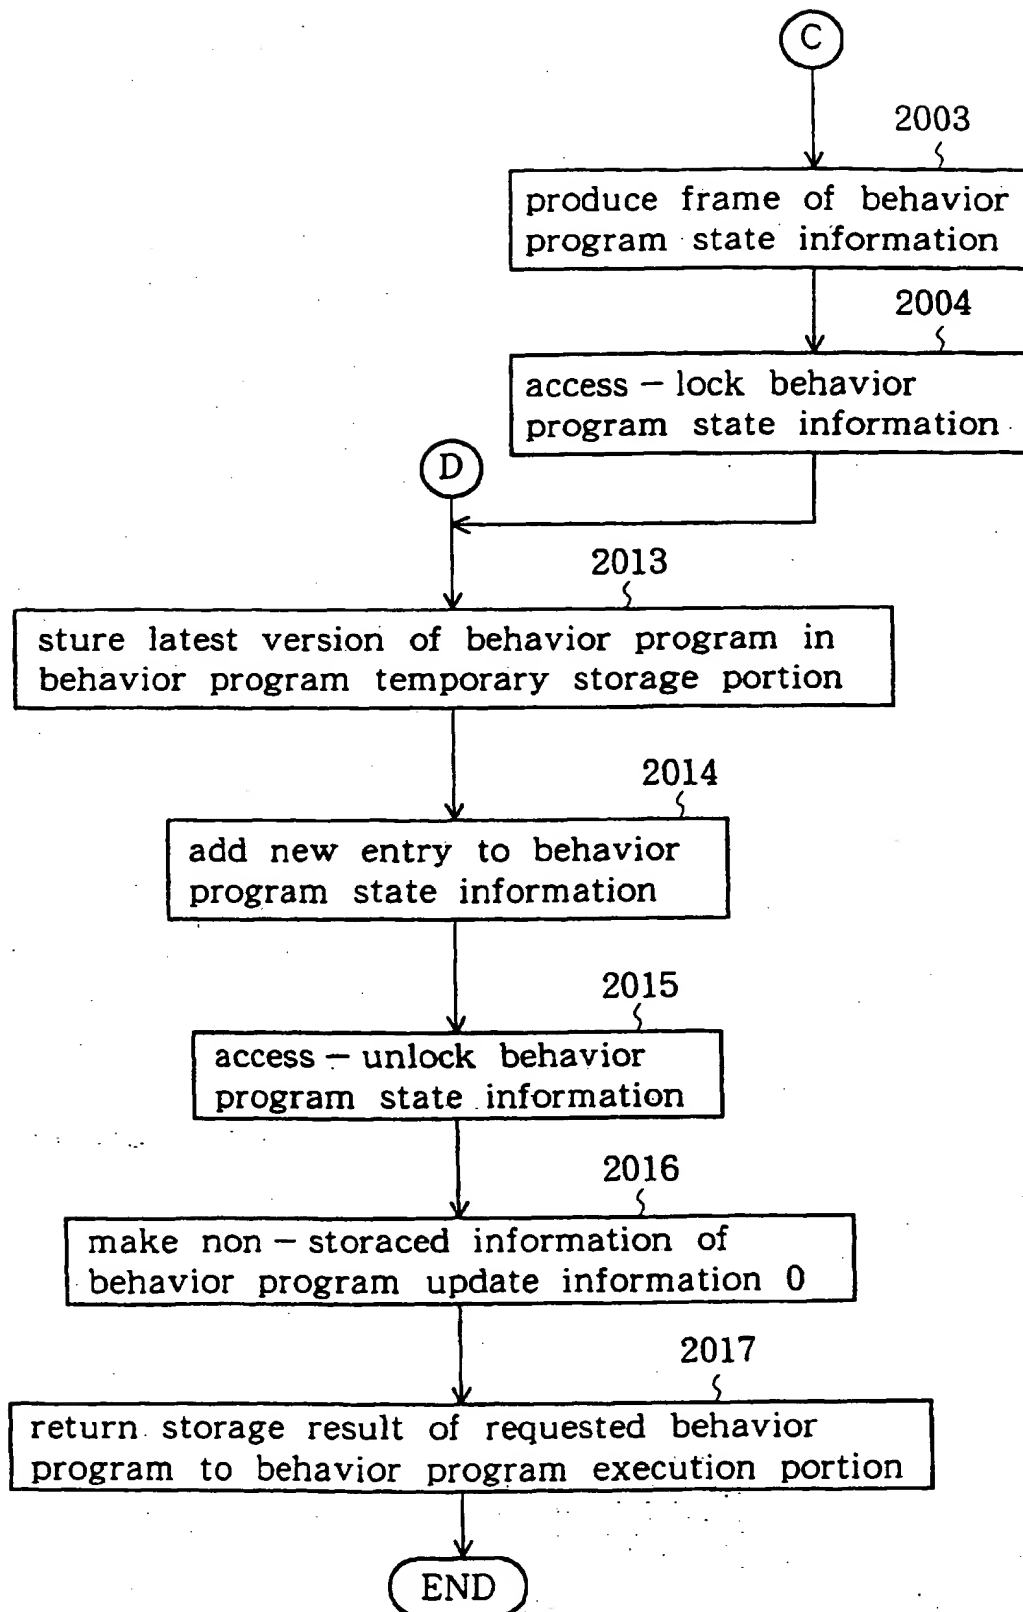 C
2003
produce frame of behavior
program state information
2004
access – lock behavior
program state information
D
2013
sture latest version of behavior program in
behavior program temporary storage portion
2014
add new entry to behavior
program state information
2015
access – unlock behavior
program state information
2016
make non – storaced information of
behavior program update information 0
2017
return storage result of requested behavior
program to behavior program execution portion
END